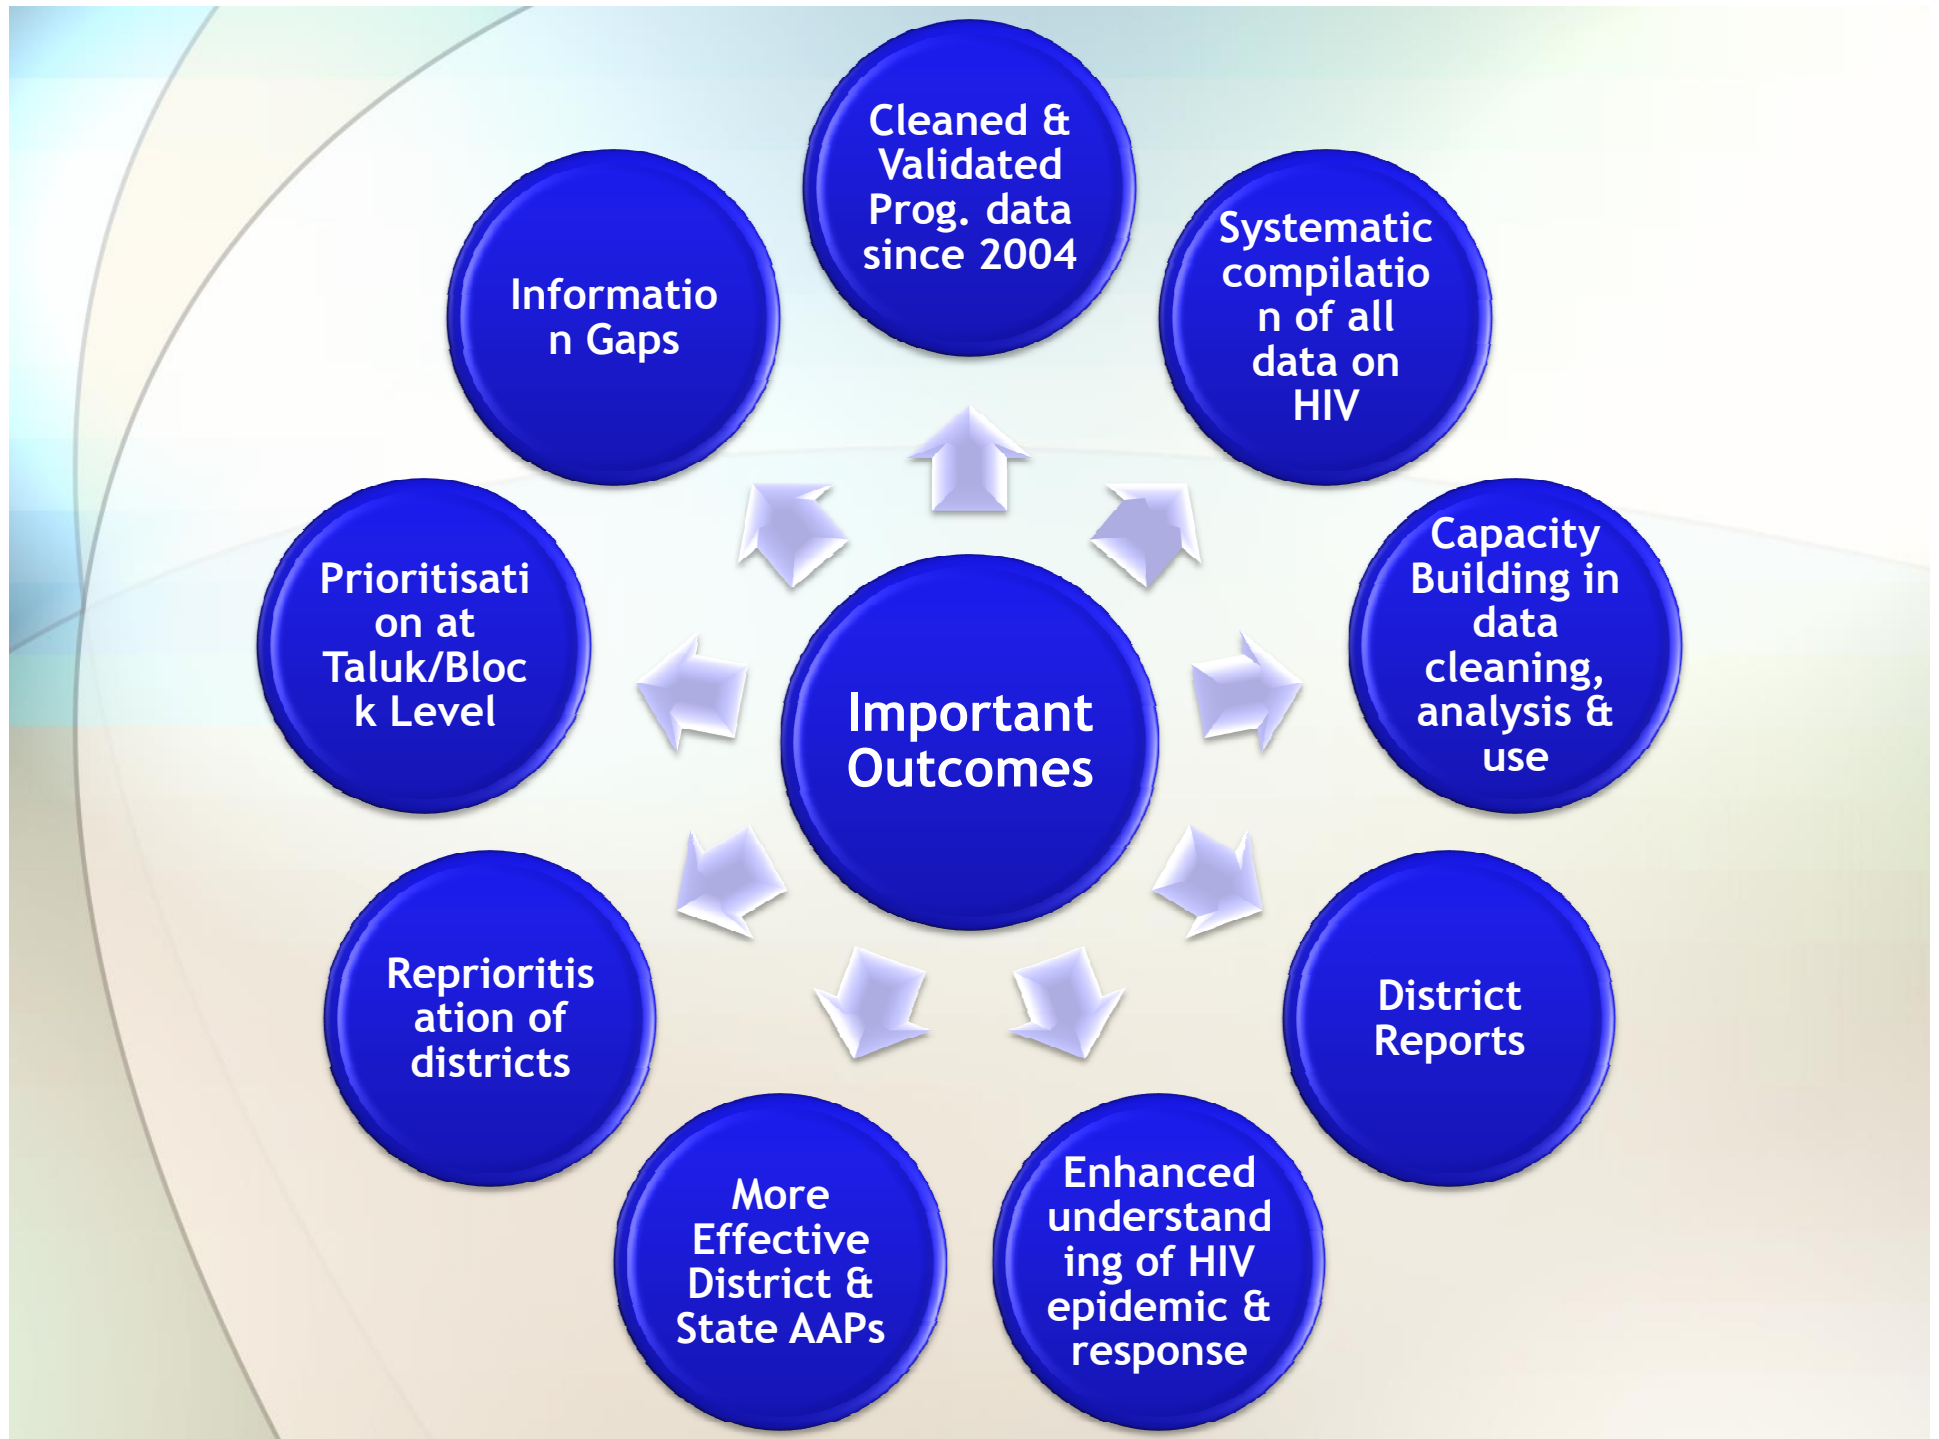 Cleaned &
Validated
Prog. data
since 2004
Systematic
compilatio
n of all
data on
HIV
Capacity
Building in
data
cleaning,
analysis &
use
District
Reports
Enhanced
understand
ing of HIV
epidemic &
response
More
Effective
District &
State AAPs
Reprioritis
ation of
districts
Prioritisati
on at
Taluk/Bloc
k Level
Informatio
n Gaps
Important
Outcomes